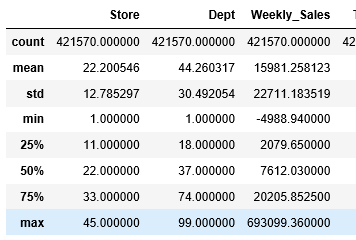 Store Dept Weekly_Sales
count 421570.000000 421570.000000 421570.000000 42
mean 22.200546 44.260317 15981.258123
std 12.785297 30.492054 22711.183519
min 1.000000 1.000000 -4988.940000
25% 11.000000 18.000000 2079.650000
50% 22.000000 37.000000 7612.030000
75% 33.000000 74.000000 20205.852500
max 45.000000 99.000000 693099.360000